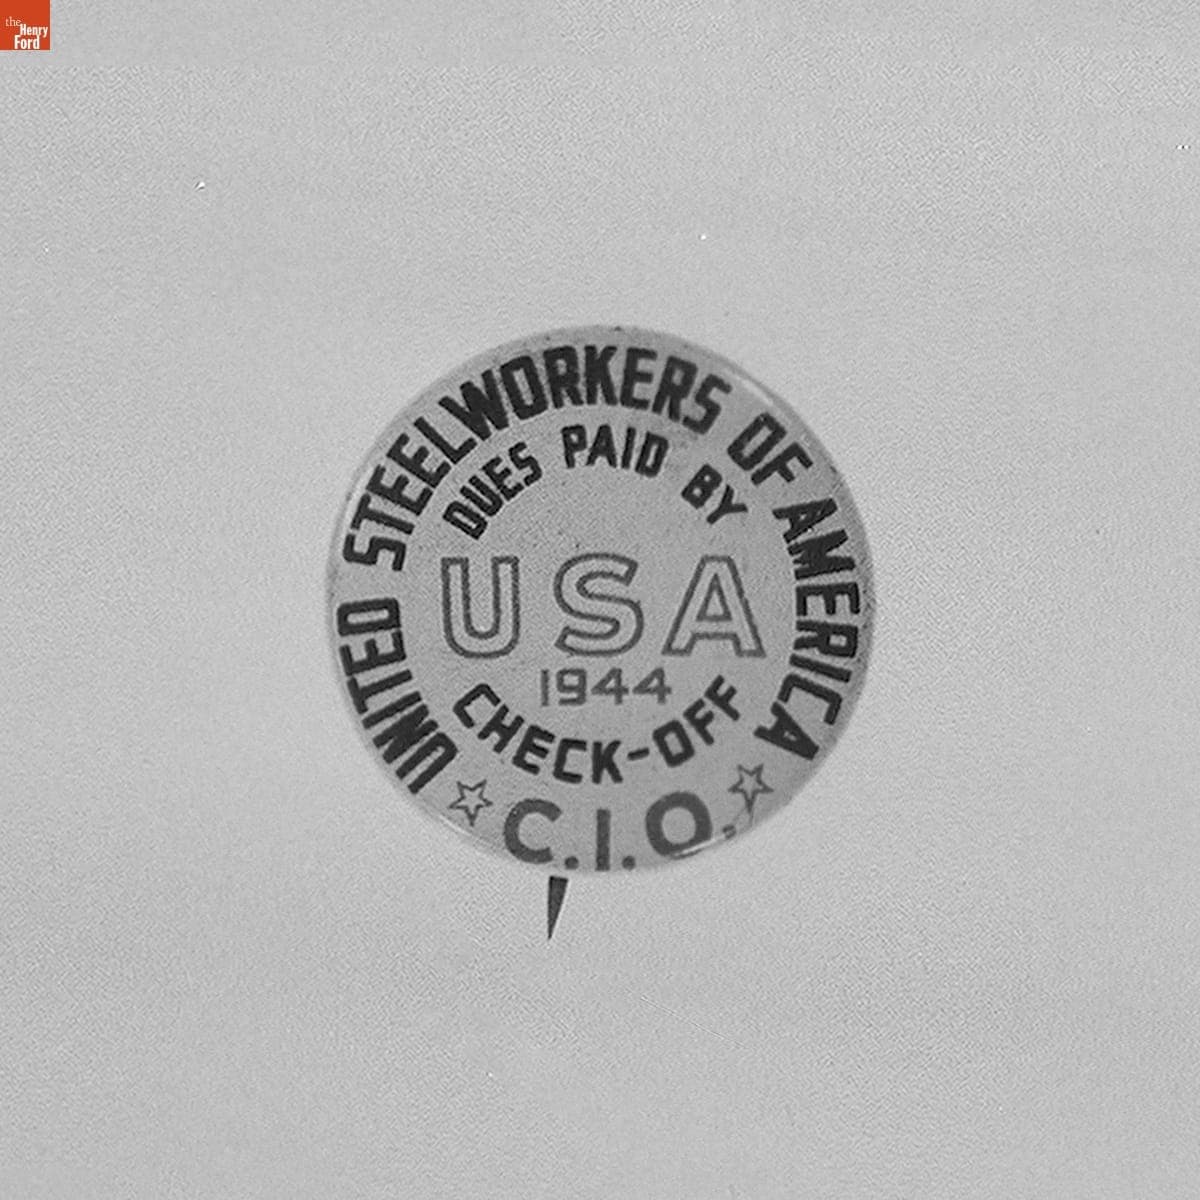 the
Henry
Ford
UNITED STEELWORKERS OF AMERICA
DUES PAID BY
USA
1944
CHECK-OFF
C.I.O.